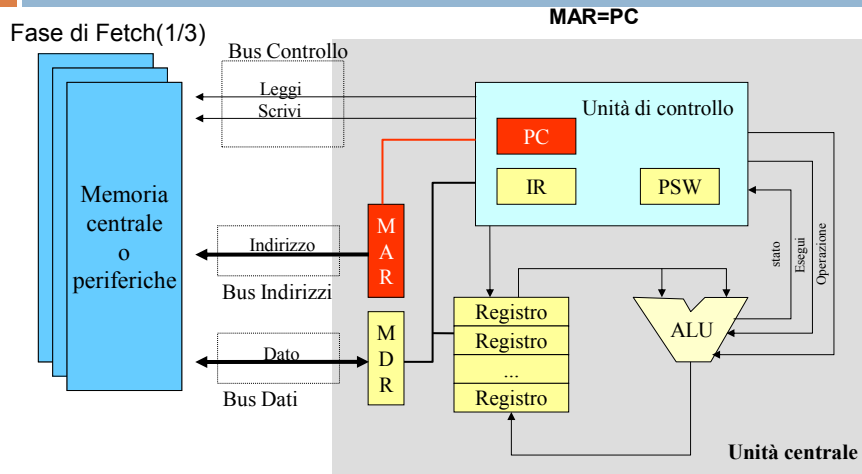 MAR=PC
Fase di Fetch(1/3)
Bus Controllo
Leggi
Scrivi
Unità di controllo
PC
IR
PSW
Memoria
centrale
o
periferiche
M
A
R
Indirizzo
Bus Indirizzi
stato
Esegui
Operazione
M
D
R
Dato
Bus Dati
Registro
Registro
...
Registro
ALU
Unità centrale